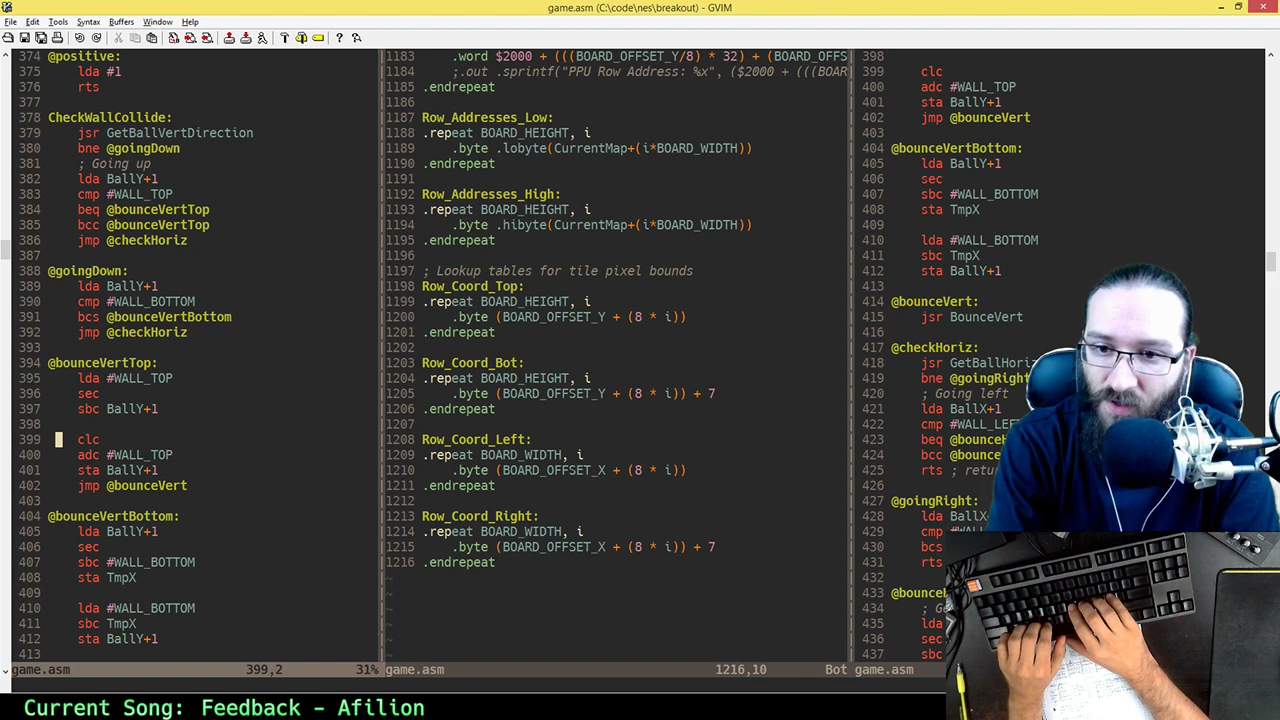 game.asm (C:\code\nes\breakout) - GVIM
File Edit Tools Syntax Buffers Window Help
374 @positive:
375 lda #1
376 rts
377
378 CheckWallCollide:
379 jsr GetBallVertDirection
380 bne @goingDown
381 ; Going up
382 lda BallY+1
383 cmp #WALL_TOP
384 beq @bounceVertTop
385 bcc @bounceVertTop
386 jmp @checkHoriz
387
388 @goingDown:
389 lda BallY+1
390 cmp #WALL_BOTTOM
391 bcs @bounceVertBottom
392 jmp @checkHoriz
393
394 @bounceVertTop:
395 lda #WALL_TOP
396 sec
397 sbc BallY+1
398
399 clc
400 adc #WALL_TOP
401 sta BallY+1
402 jmp @bounceVert
403
404 @bounceVertBottom:
405 lda BallY+1
406 sec
407 sbc #WALL_BOTTOM
408 sta TmpX
409
410 lda #WALL_BOTTOM
411 sbc TmpX
412 sta BallY+1
413
game.asm 399,2 31%
1183 .word $2000 + (((BOARD_OFFSET_Y/8) * 32) + (BOARD_OFFS
1184 ;.out .sprintf("PPU Row Address: %x", ($2000 + (((BOAR
1185 .endrepeat
1186
1187 Row_Addresses_Low:
1188 .repeat BOARD_HEIGHT, i
1189 .byte .lobyte(CurrentMap+(i*BOARD_WIDTH))
1190 .endrepeat
1191
1192 Row_Addresses_High:
1193 .repeat BOARD_HEIGHT, i
1194 .byte .hibyte(CurrentMap+(i*BOARD_WIDTH))
1195 .endrepeat
1196
1197 ; Lookup tables for tile pixel bounds
1198 Row_Coord_Top:
1199 .repeat BOARD_HEIGHT, i
1200 .byte (BOARD_OFFSET_Y + (8 * i))
1201 .endrepeat
1202
1203 Row_Coord_Bot:
1204 .repeat BOARD_HEIGHT, i
1205 .byte (BOARD_OFFSET_Y + (8 * i)) + 7
1206 .endrepeat
1207
1208 Row_Coord_Left:
1209 .repeat BOARD_WIDTH, i
1210 .byte (BOARD_OFFSET_X + (8 * i))
1211 .endrepeat
1212
1213 Row_Coord_Right:
1214 .repeat BOARD_WIDTH, i
1215 .byte (BOARD_OFFSET_X + (8 * i)) + 7
1216 .endrepeat
~
~
~
~
~
game.asm 1216,10 Bot
398
399 clc
400 adc #WALL_TOP
401 sta BallY+1
402 jmp @bounceVert
403
404 @bounceVertBottom:
405 lda BallY+1
406 sec
407 sbc #WALL_BOTTOM
408 sta TmpX
409
410 lda #WALL_BOTTOM
411 sbc TmpX
412 sta BallY+1
413
414 @bounceVert:
415 jsr BounceVert
416
417 @checkHoriz:
418 jsr GetBallHoriz
419 bne @goingRight
420 ; Going left
421 lda BallX+1
422 cmp #WALL_LE
423 beq @bounce
424 bcc @bounc
425 rts ; retu
426
427 @goingRight:
428 lda BallX
429 cmp
430 bcs
431 rts
432
433 @bounce
434 ; G
435 lda
436 sec
437 sbc
game.asm
Current Song: Feedback - Afilion